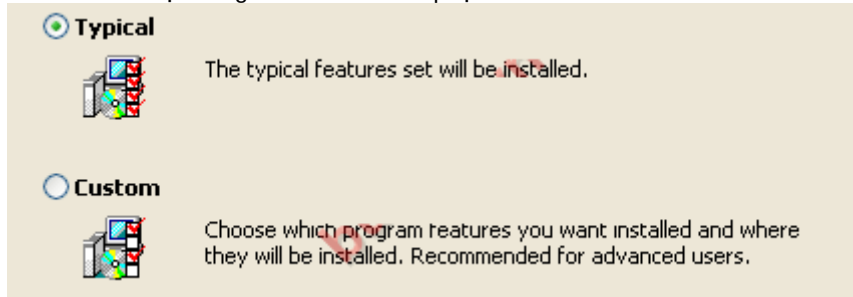 Typical
The typical features set will be installed.
Custom
Choose which program features you want installed and where
they will be installed. Recommended for advanced users.